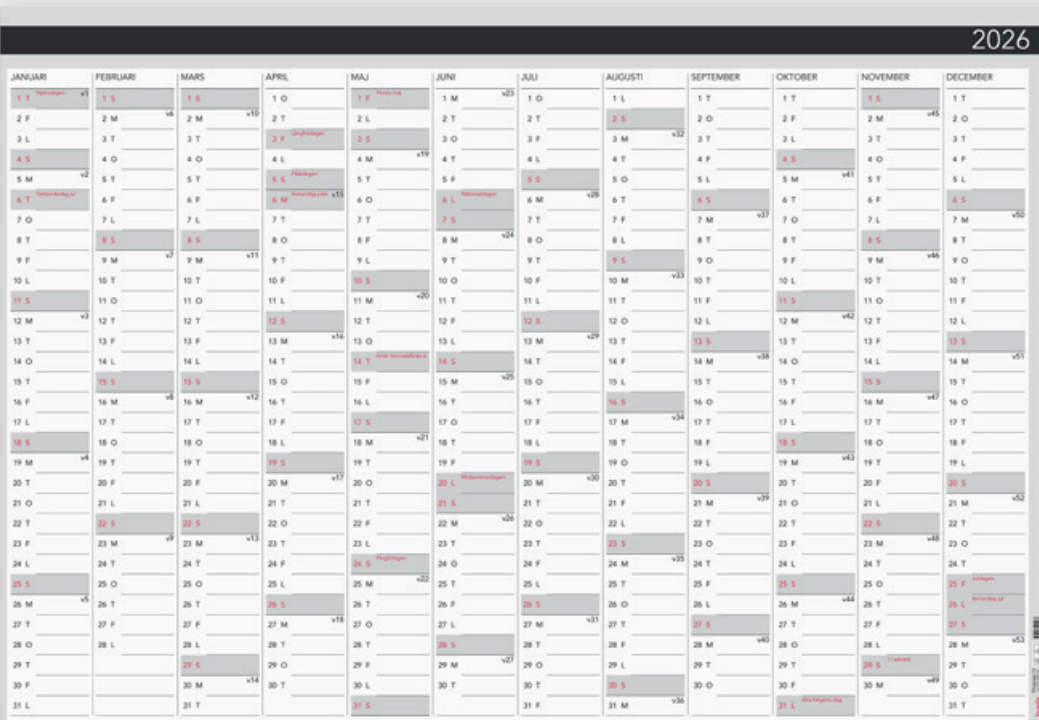 2026
JANUARI
1 T Nyårsdagen v1
2 F
3 L
4 S
5 M v2
6 T Trettondedag jul
7 O
8 T
9 F
10 L
11 S
12 M v3
13 T
14 O
15 T
16 F
17 L
18 S
19 M v4
20 T
21 O
22 T
23 F
24 L
25 S
26 M v5
27 T
28 O
29 T
30 F
31 L
FEBRUARI
1 S
2 M v6
3 T
4 O
5 T
6 F
7 L
8 S
9 M v7
10 T
11 O
12 T
13 F
14 L
15 S
16 M v8
17 T
18 O
19 T
20 F
21 L
22 S
23 M v9
24 T
25 O
26 T
27 F
28 L
MARS
1 S
2 M v10
3 T
4 O
5 T
6 F
7 L
8 S
9 M v11
10 T
11 O
12 T
13 F
14 L
15 S
16 M v12
17 T
18 O
19 T
20 F
21 L
22 S
23 M v13
24 T
25 O
26 T
27 F
28 L
29 S
30 M v14
31 T
APRIL
1 O
2 T
3 F Långfredagen
4 L
5 S Påskdagen
6 M Annandag påsk v15
7 T
8 O
9 T
10 F
11 L
12 S
13 M v16
14 T
15 O
16 T
17 F
18 L
19 S
20 M v17
21 T
22 O
23 T
24 F
25 L
26 S
27 M v18
28 T
29 O
30 T
MAJ
1 F Första maj
2 L
3 S
4 M v19
5 T
6 O
7 T
8 F
9 L
10 S
11 M v20
12 T
13 O
14 T Kristi himmelsfärds d.
15 F
16 L
17 S
18 M v21
19 T
20 O
21 T
22 F
23 L
24 S Pingstdagen
25 M v22
26 T
27 O
28 T
29 F
30 L
31 S
JUNI
1 M v23
2 T
3 O
4 T
5 F
6 L Nationaldagen
7 S
8 M v24
9 T
10 O
11 T
12 F
13 L
14 S
15 M v25
16 T
17 O
18 T
19 F
20 L Midsommardagen
21 S
22 M v26
23 T
24 O
25 T
26 F
27 L
28 S
29 M v27
30 T
JULI
1 O
2 T
3 F
4 L
5 S
6 M v28
7 T
8 O
9 T
10 F
11 L
12 S
13 M v29
14 T
15 O
16 T
17 F
18 L
19 S
20 M v30
21 T
22 O
23 T
24 F
25 L
26 S
27 M v31
28 T
29 O
30 T
31 F
AUGUSTI
1 L
2 S
3 M v32
4 T
5 O
6 T
7 F
8 L
9 S
10 M v33
11 T
12 O
13 T
14 F
15 L
16 S
17 M v34
18 T
19 O
20 T
21 F
22 L
23 S
24 M v35
25 T
26 O
27 T
28 F
29 L
30 S
31 M v36
SEPTEMBER
1 T
2 O
3 T
4 F
5 L
6 S
7 M v37
8 T
9 O
10 T
11 F
12 L
13 S
14 M v38
15 T
16 O
17 T
18 F
19 L
20 S
21 M v39
22 T
23 O
24 T
25 F
26 L
27 S
28 M v40
29 T
30 O
OKTOBER
1 T
2 F
3 L
4 S
5 M v41
6 T
7 O
8 T
9 F
10 L
11 S
12 M v42
13 T
14 O
15 T
16 F
17 L
18 S
19 M v43
20 T
21 O
22 T
23 F
24 L
25 S
26 M v44
27 T
28 O
29 T
30 F
31 L Alla helgons dag
NOVEMBER
1 S
2 M v45
3 T
4 O
5 T
6 F
7 L
8 S
9 M v46
10 T
11 O
12 T
13 F
14 L
15 S
16 M v47
17 T
18 O
19 T
20 F
21 L
22 S
23 M v48
24 T
25 O
26 T
27 F
28 L
29 S 1 i advent
30 M v49
DECEMBER
1 T
2 O
3 T
4 F
5 L
6 S
7 M v50
8 T
9 O
10 T
11 F
12 L
13 S
14 M v51
15 T
16 O
17 T
18 F
19 L
20 S
21 M v52
22 T
23 O
24 T
25 F Juldagen
26 L Annandag jul
27 S
28 M v53
29 T
30 O
31 T